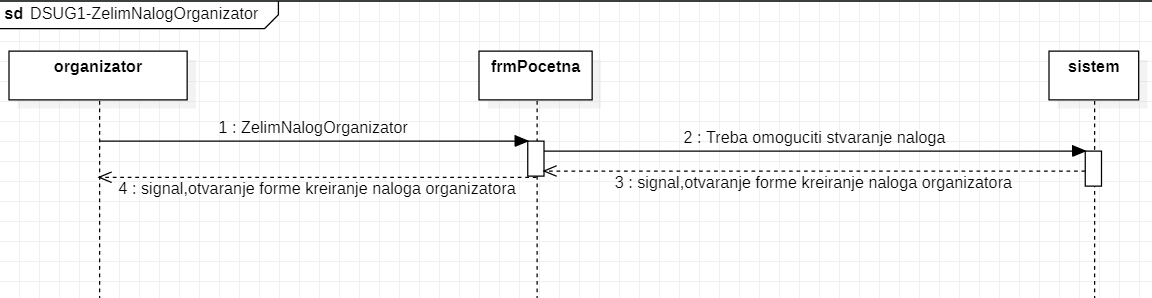 sd DSUG1-ZelimNalogOrganizator
organizator
frmPocetna
sistem
1 : ZelimNalogOrganizator
2 : Treba omoguciti stvaranje naloga
3 : signal,otvaranje forme kreiranje naloga organizatora
4 : signal,otvaranje forme kreiranje naloga organizatora